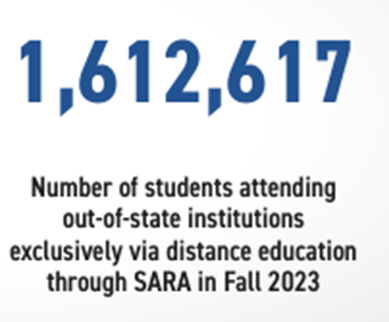 1,612,617
Number of students attending
out-of-state institutions
exclusively via distance education
through SARA in Fall 2023